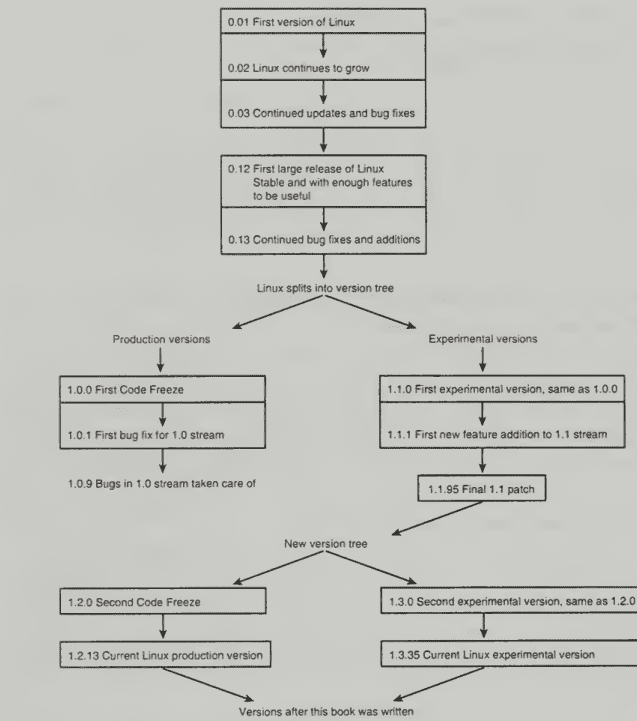 0.01 First version of Linux
0.02 Linux continues to grow
0.03 Continued updates and bug fixes
0.12 First large release of Linux
Stable and with enough features
to be useful
0.13 Continued bug fixes and additions
Linux splits into version tree
Production versions
Experimental versions
1.0.0 First Code Freeze
1.1.0 First experimental version, same as 1.0.0
1.0.1 First bug fix for 1.0 stream
1.1.1 First new feature addition to 1.1 stream
1.0.9 Bugs in 1.0 stream taken care of
1.1.95 Final 1.1 patch
New version tree
1.2.0 Second Code Freeze
1.3.0 Second experimental version, same as 1.2.0
1.2.13 Current Linux production version
1.3.35 Current Linux experimental version
Versions after this book was written